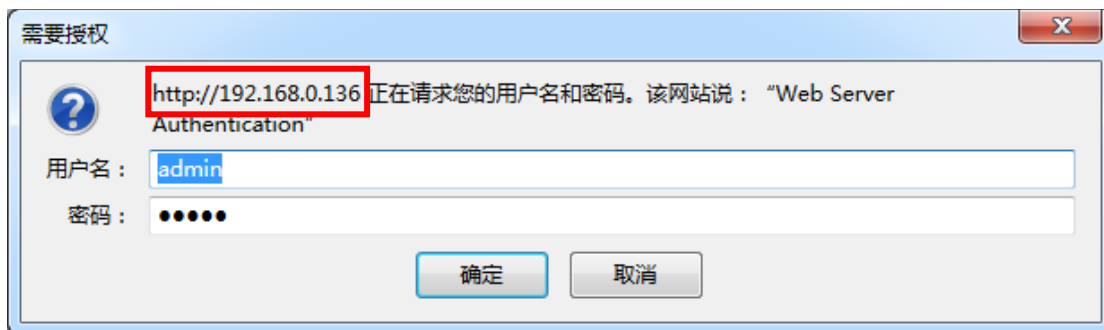 需要授权
http://192.168.0.136 正在请求您的用户名和密码。该网站说： “Web Server
Authentication”
用户名： admin
密码： •••••
确定 取消